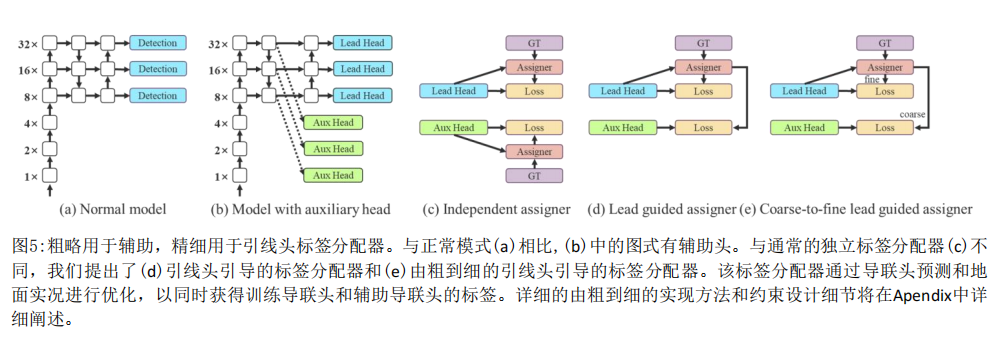 32×
Detection
16×
Detection
8×
Detection
4×
2×
1×
(a) Normal model
32×
Lead Head
16×
Lead Head
8×
Lead Head
4×
Aux Head
2×
Aux Head
1×
Aux Head
(b) Model with auxiliary head
GT
Assigner
Lead Head
Loss
Aux Head
Loss
Assigner
GT
(c) Independent assigner
GT
Assigner
Lead Head
Loss
Aux Head
Loss
(d) Lead guided assigner
GT
Assigner
fine
Lead Head
Loss
coarse
Aux Head
Loss
(e) Coarse-to-fine lead guided assigner
图5:粗略用于辅助，精细用于引线头标签分配器。与正常模式(a)相比,(b)中的图式有辅助头。与通常的独立标签分配器(c)不
同，我们提出了(d)引线头引导的标签分配器和(e)由粗到细的引线头引导的标签分配器。该标签分配器通过导联头预测和地
面实况进行优化，以同时获得训练导联头和辅助导联头的标签。详细的由粗到细的实现方法和约束设计细节将在Apendix中详
细阐述。